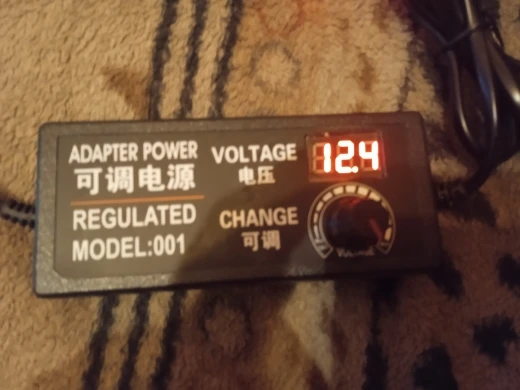 ADAPTER POWER
可调电源
REGULATED
MODEL:001
VOLTAGE
电压
12.4
CHANGE
可调